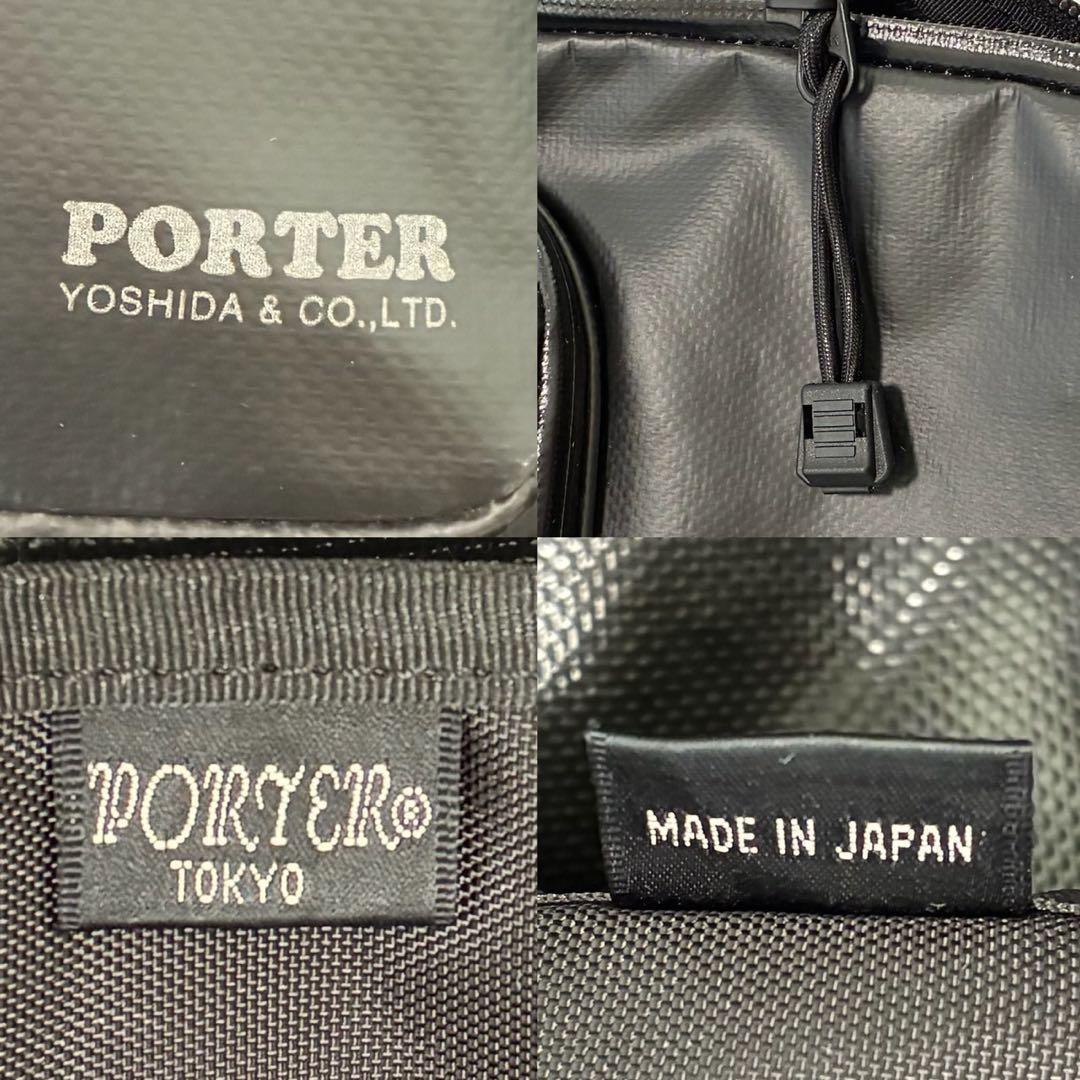 PORTER
YOSHIDA & CO.,LTD.
PORTER®
TOKYO
MADE IN JAPAN